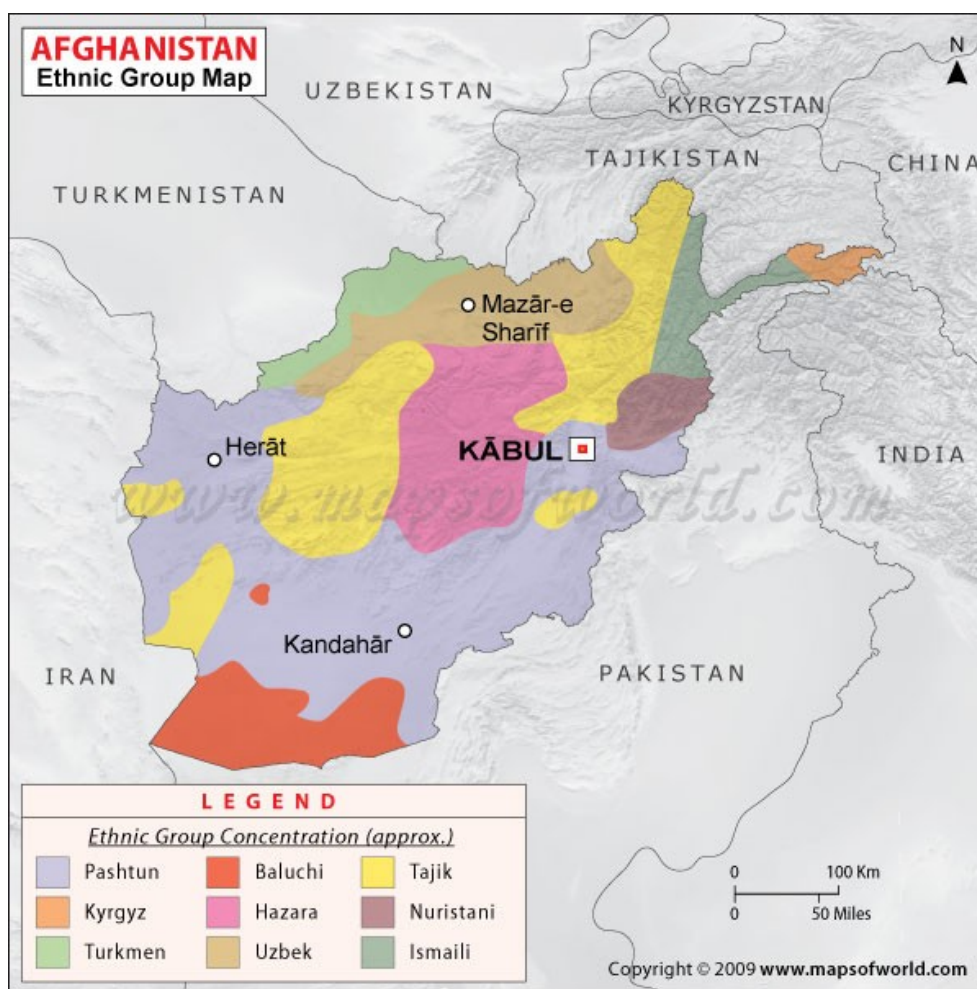 AFGHANISTAN
Ethnic Group Map
N
UZBEKISTAN
KYRGYZSTAN
TAJIKISTAN
CHINA
TURKMENISTAN
Mazār-e
Sharīf
Herāt
KĀBUL
INDIA
www.mapsofworld.com
Kandahār
IRAN
PAKISTAN
LEGEND
Ethnic Group Concentration (approx.)
Pashtun Baluchi Tajik
Kyrgyz Hazara Nuristani
Turkmen Uzbek Ismaili
0 100 Km
0 50 Miles
Copyright © 2009 www.mapsofworld.com